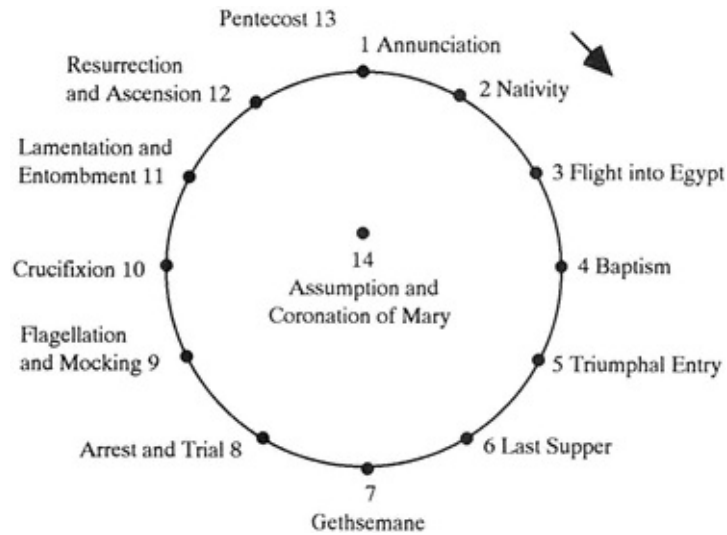 Pentecost 13
1 Annunciation
2 Nativity
3 Flight into Egypt
4 Baptism
5 Triumphal Entry
6 Last Supper
7
Gethsemane
Arrest and Trial 8
Flagellation
and Mocking 9
Crucifixion 10
Lamentation and
Entombment 11
Resurrection
and Ascension 12
14
Assumption and
Coronation of Mary